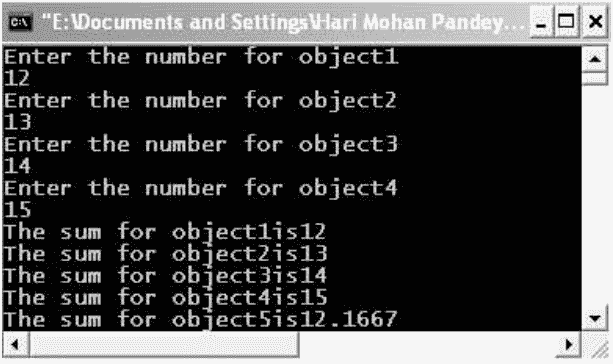 "E:\Documents and Settings\Hari Mohan Pandey...
Enter the number for object1
12
Enter the number for object2
13
Enter the number for object3
14
Enter the number for object4
15
The sum for object1is12
The sum for object2is13
The sum for object3is14
The sum for object4is15
The sum for object5is12.1667